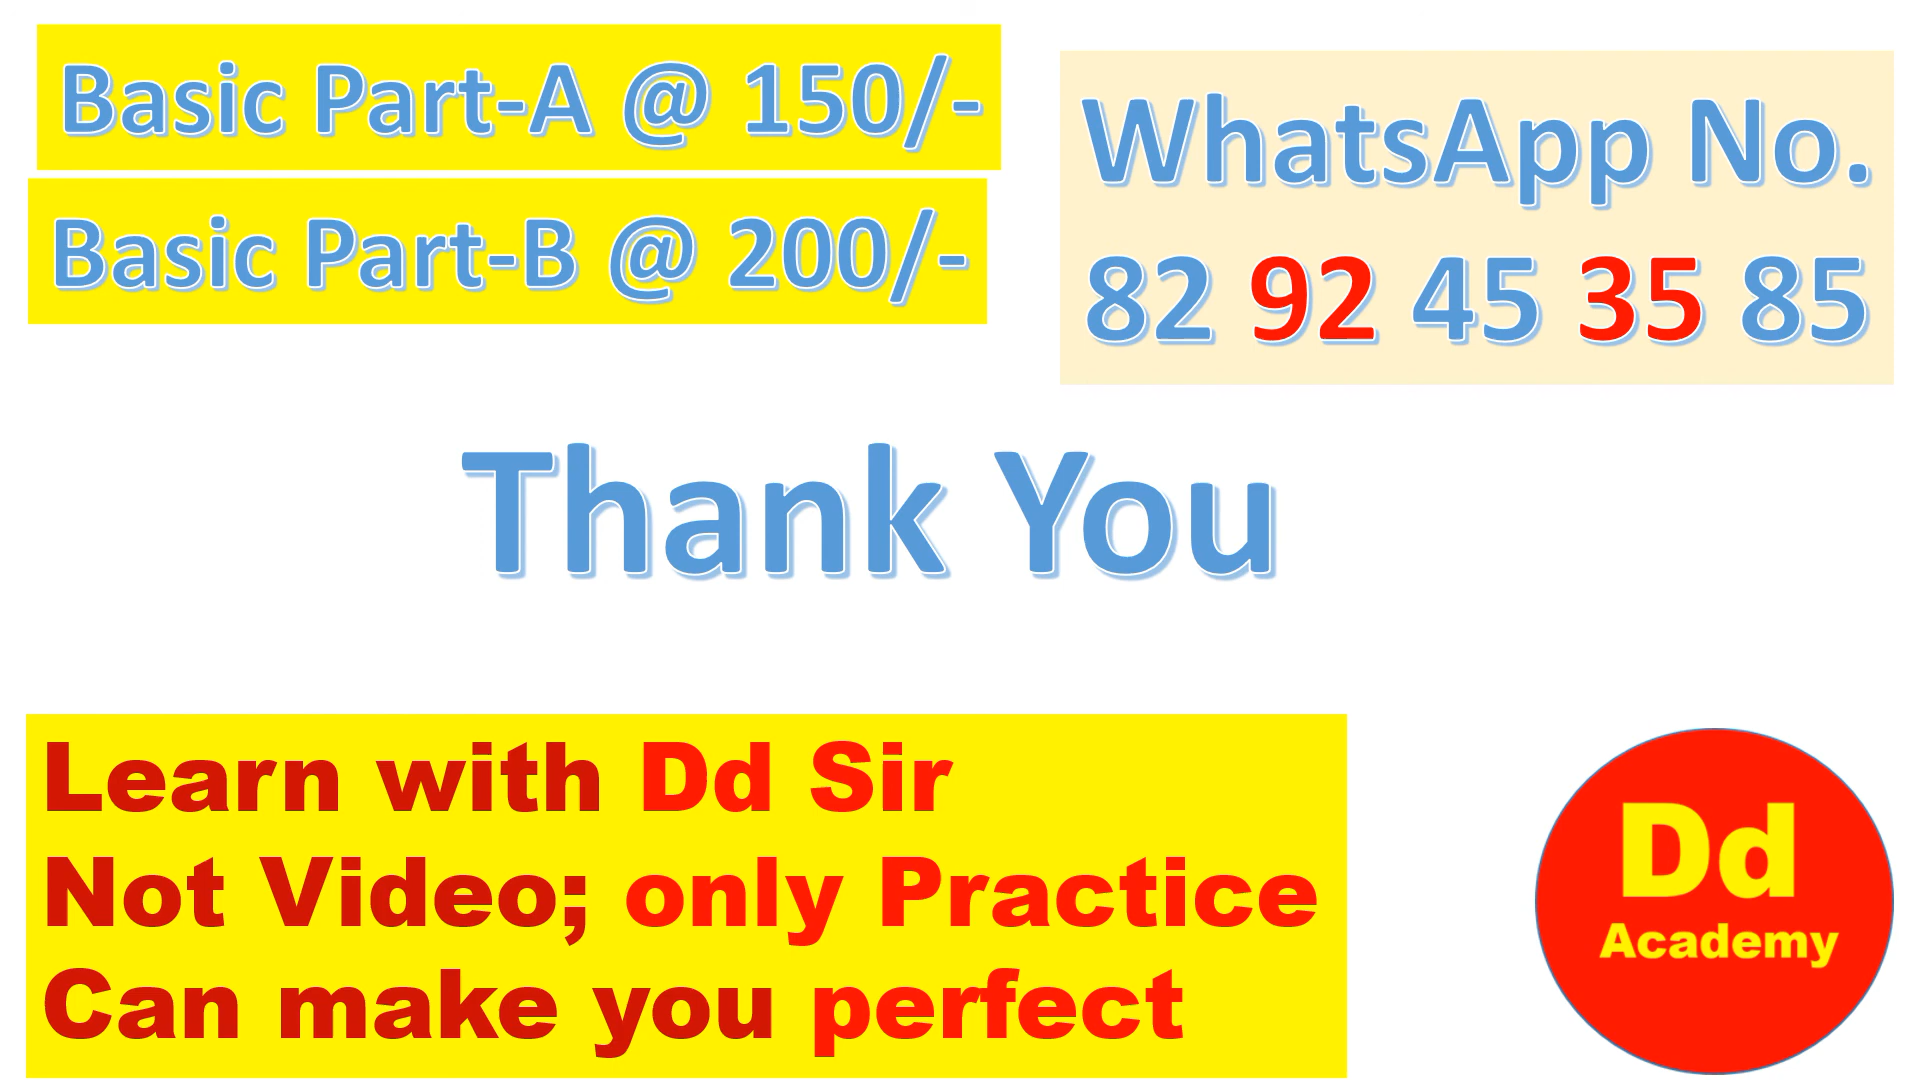 Basic Part-A @ 150/-
Basic Part-B @ 200/-
WhatsApp No.
82 92 45 35 85
Thank You
Learn with Dd Sir
Not Video; only Practice
Can make you perfect
Dd
Academy